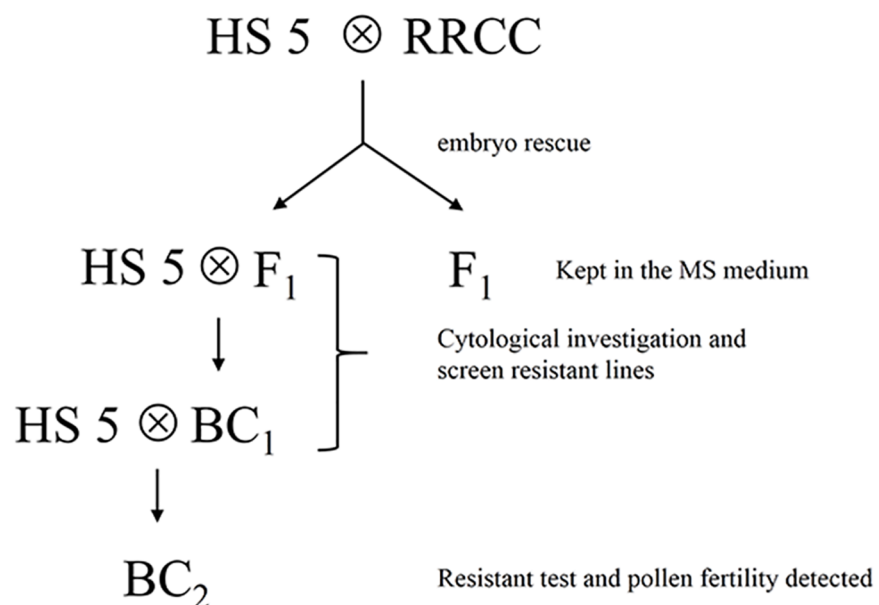 HS 5 ⊗ RRCC
embryo rescue
HS 5 ⊗ F₁
F₁
Kept in the MS medium
Cytological investigation and
screen resistant lines
HS 5 ⊗ BC₁
BC₂
Resistant test and pollen fertility detected